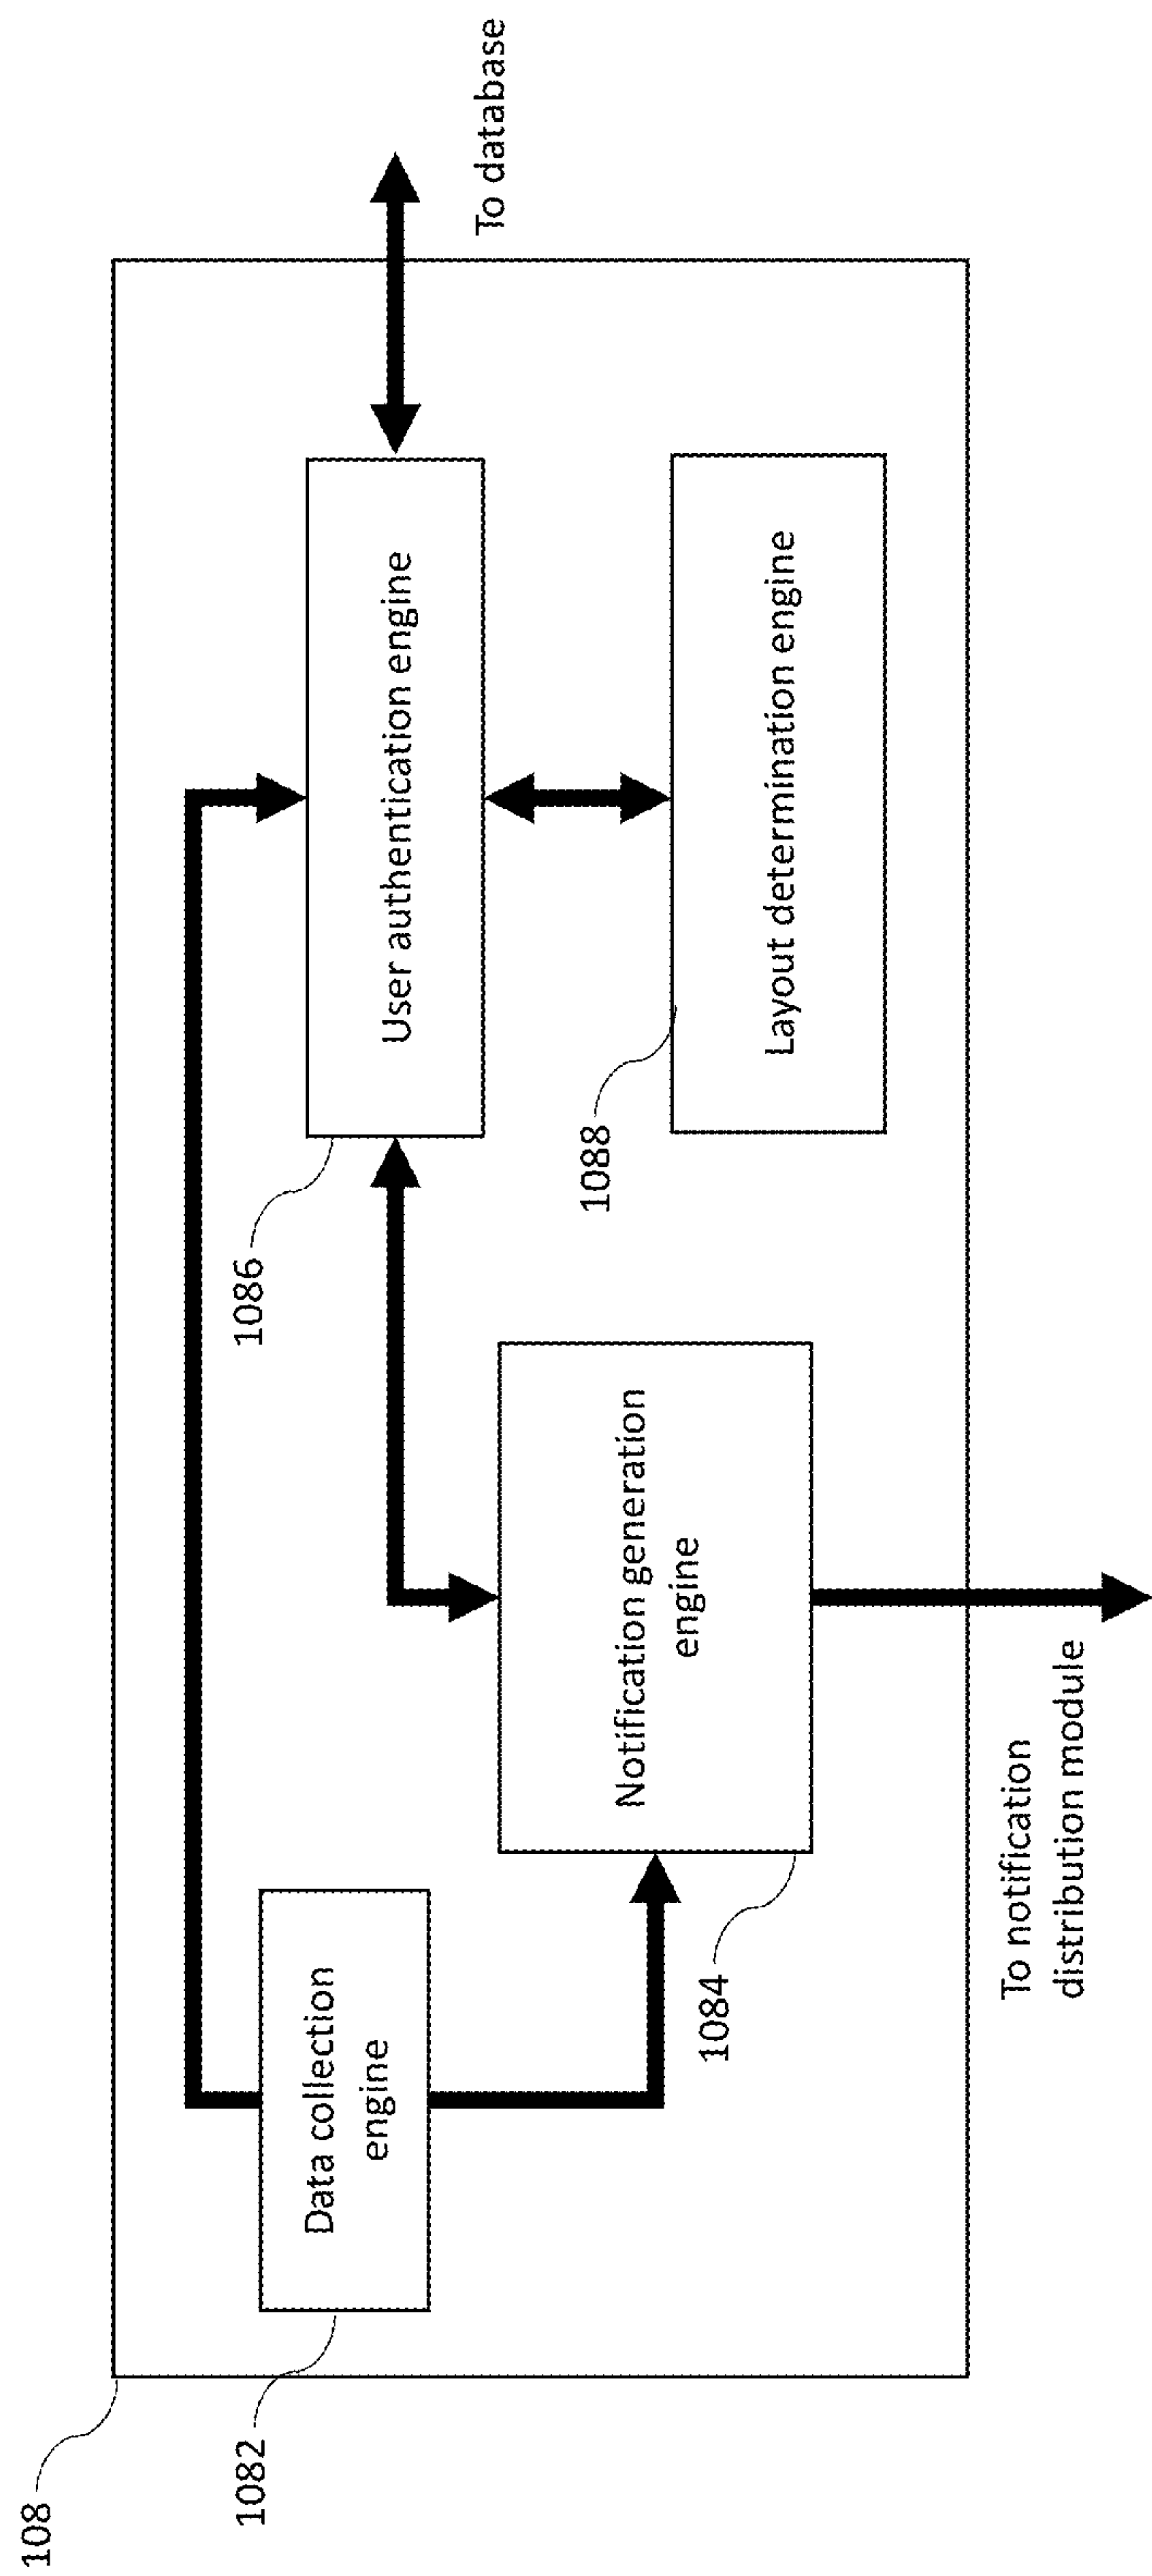 108
1082
Data collection
engine
1084
Notification generation
engine
To notification
distribution module
1086
User authentication engine
1088
Layout determination engine
To database